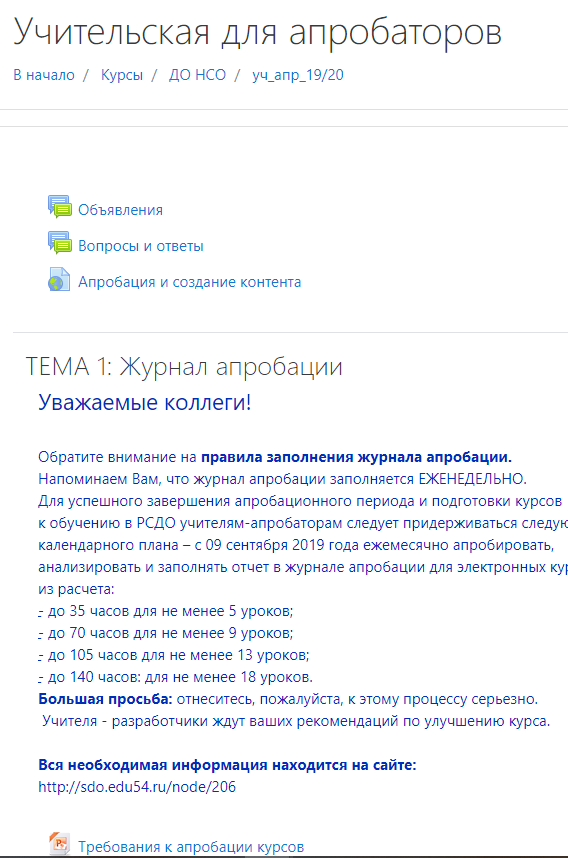 Учительская для апробаторов
В начало / Курсы / ДО НСО / уч_апр_19/20
Объявления
Вопросы и ответы
Апробация и создание контента
ТЕМА 1: Журнал апробации
Уважаемые коллеги!
Обратите внимание на правила заполнения журнала апробации.
Напоминаем Вам, что журнал апробации заполняется ЕЖЕНЕДЕЛЬНО.
Для успешного завершения апробационного периода и подготовки курсов
к обучению в РСДО учителям-апробаторам следует придерживаться следую
календарного плана – с 09 сентября 2019 года ежемесячно апробировать,
анализировать и заполнять отчет в журнале апробации для электронных кур
из расчета:
- до 35 часов для не менее 5 уроков;
- до 70 часов для не менее 9 уроков;
- до 105 часов для не менее 13 уроков;
- до 140 часов: для не менее 18 уроков.
Большая просьба: отнеситесь, пожалуйста, к этому процессу серьезно.
Учителя - разработчики ждут ваших рекомендаций по улучшению курса.
Вся необходимая информация находится на сайте:
http://sdo.edu54.ru/node/206
Требования к апробации курсов